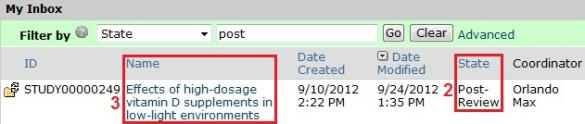 My Inbox
Filter by ? State post Go Clear Advanced
ID Name Date Created Date Modified 2 State Coordinator
STUDY00000249 3 Effects of high-dosage vitamin D supplements in low-light environments 9/10/2012 2:22 PM 9/24/2012 1:35 PM Post-Review Orlando Max